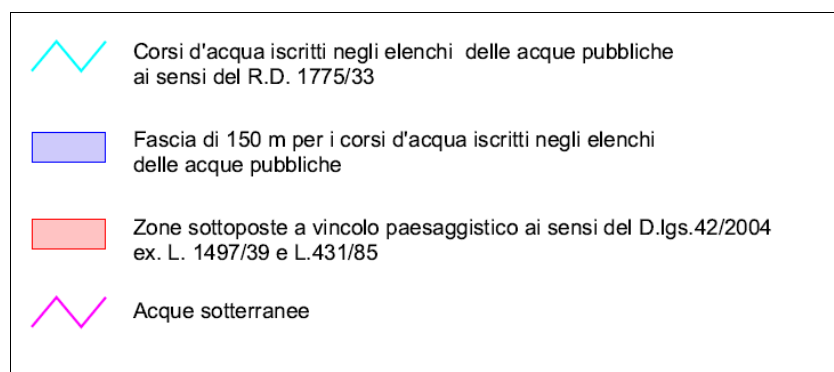 Corsi d'acqua iscritti negli elenchi delle acque pubbliche
ai sensi del R.D. 1775/33
Fascia di 150 m per i corsi d'acqua iscritti negli elenchi
delle acque pubbliche
Zone sottoposte a vincolo paesaggistico ai sensi del D.lgs.42/2004
ex. L. 1497/39 e L.431/85
Acque sotterranee